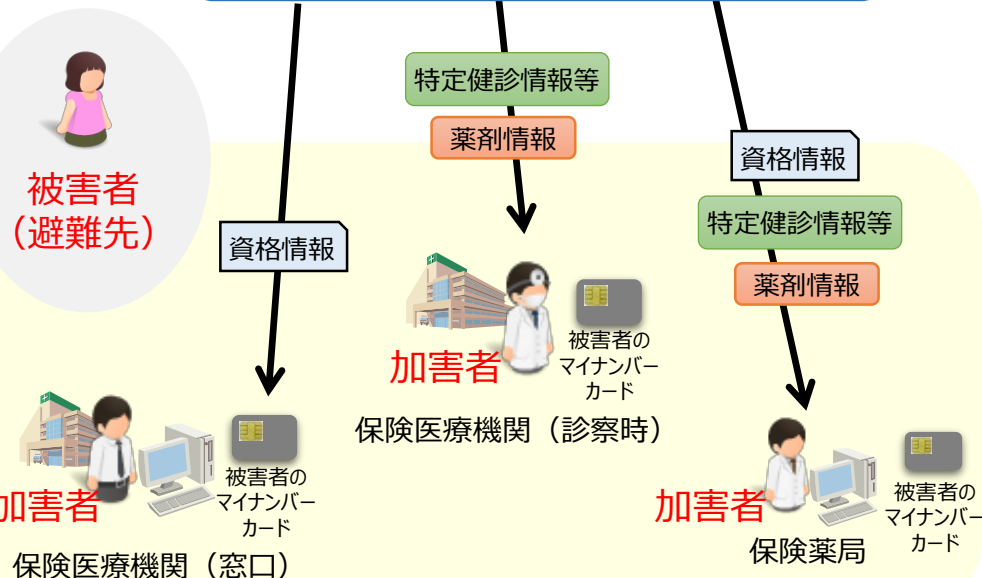 特定健診情報等
薬剤情報
資格情報
被害者
（避難先）
特定健診情報等
資格情報
薬剤情報
被害者の
マイナンバー
カード
加害者
保険医療機関（診察時）
被害者の
マイナンバー
カード
加害者
保険医療機関（窓口）
被害者の
マイナンバー
カード
加害者
保険薬局